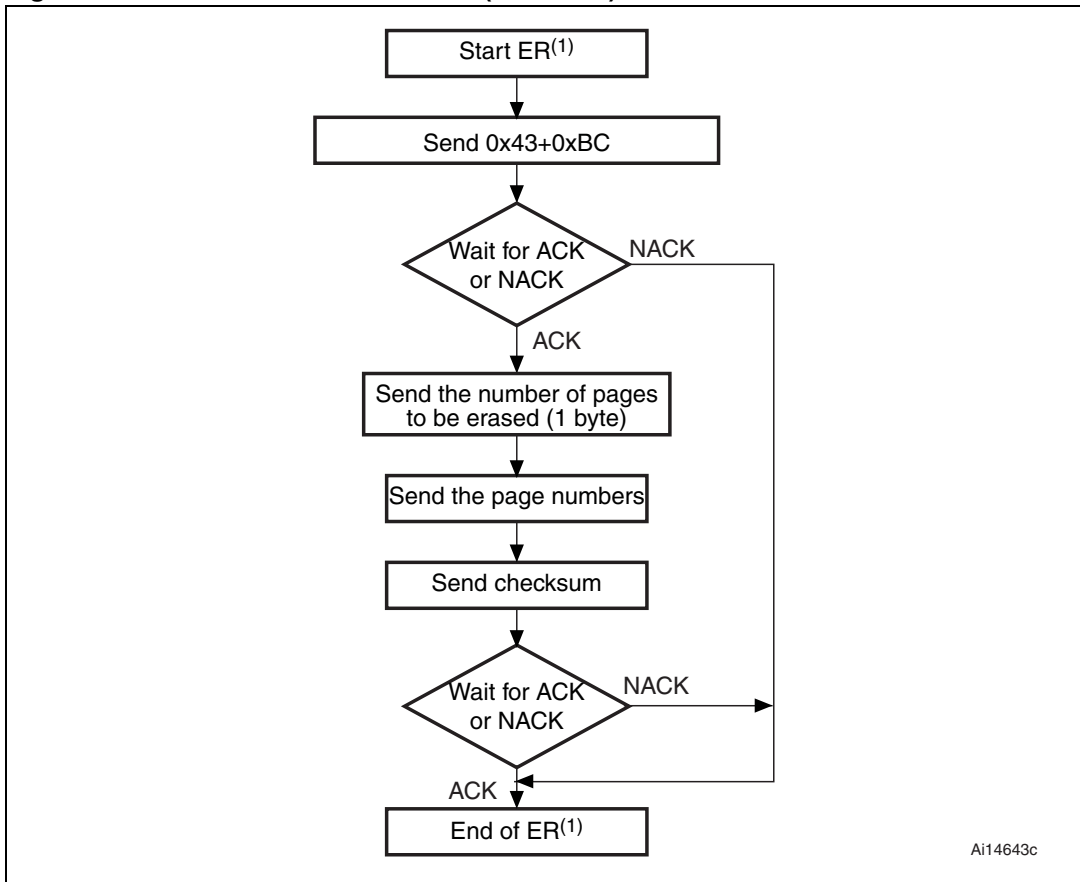 Start ER(1)
Send 0x43+0xBC
Wait for ACK
or NACK
NACK
ACK
Send the number of pages
to be erased (1 byte)
Send the page numbers
Send checksum
Wait for ACK
or NACK
NACK
ACK
End of ER(1)
Ai14643c